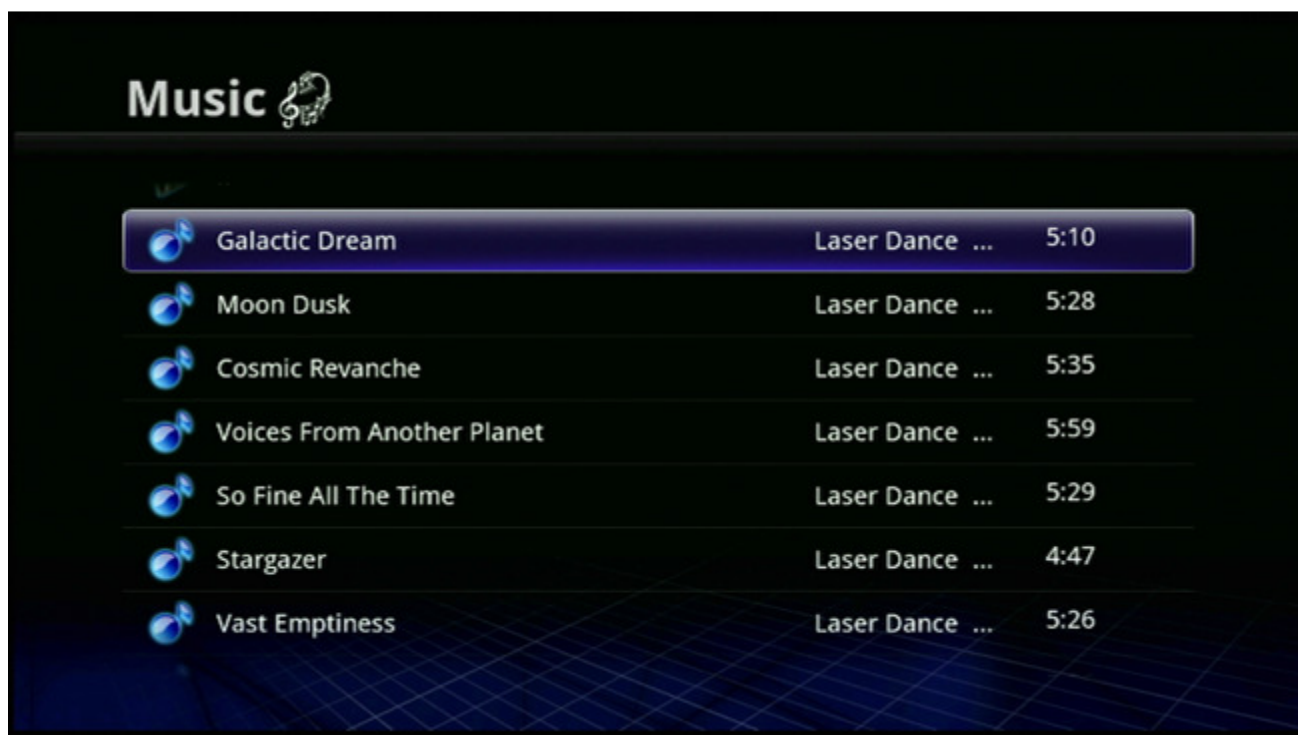 Music
Galactic Dream Laser Dance ... 5:10
Moon Dusk Laser Dance ... 5:28
Cosmic Revanche Laser Dance ... 5:35
Voices From Another Planet Laser Dance ... 5:59
So Fine All The Time Laser Dance ... 5:29
Stargazer Laser Dance ... 4:47
Vast Emptiness Laser Dance ... 5:26